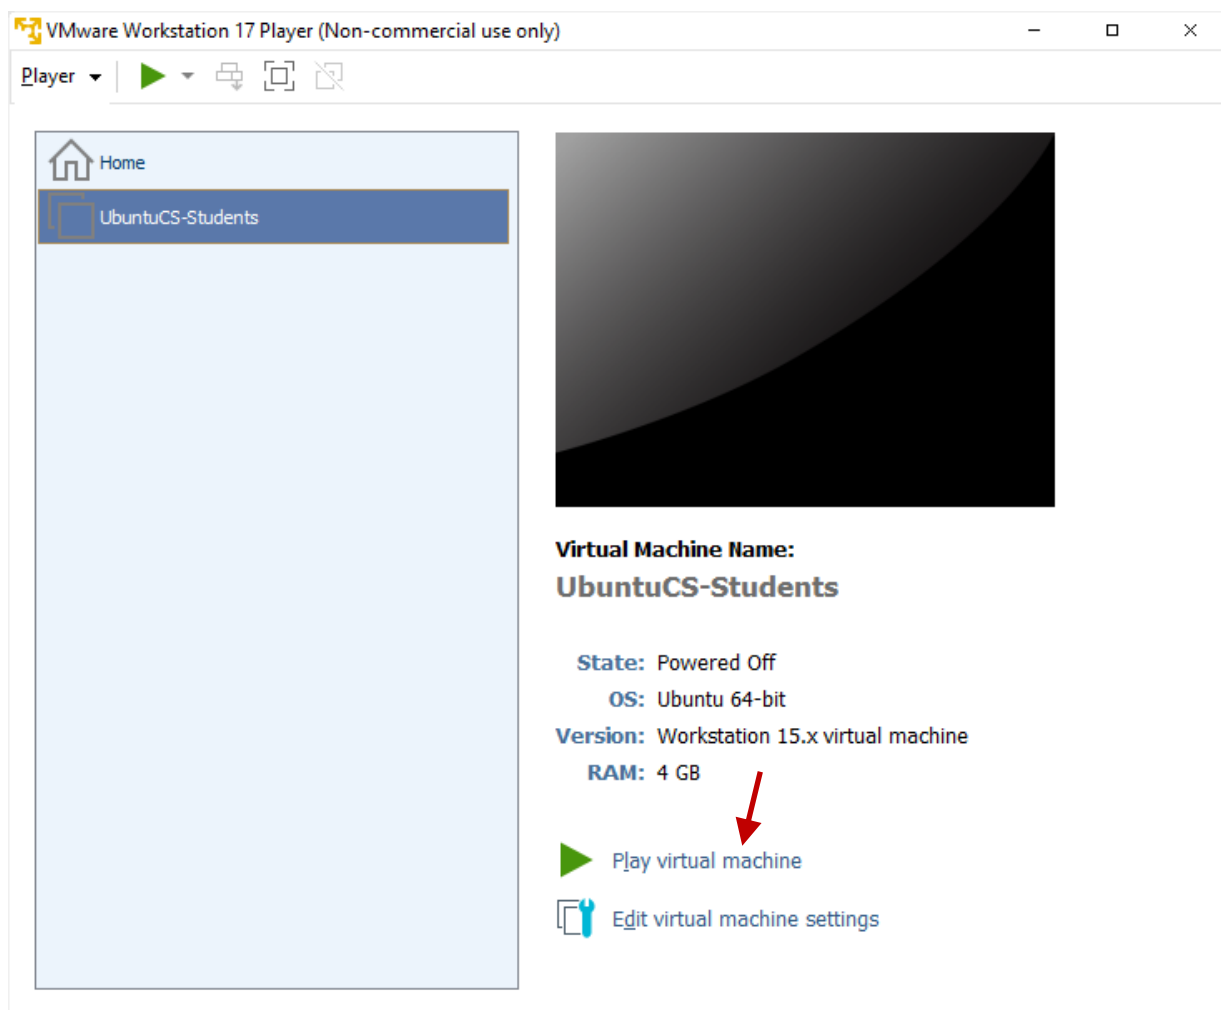 VMware Workstation 17 Player (Non-commercial use only)
Player
Home
UbuntuCS-Students
Virtual Machine Name:
UbuntuCS-Students
State: Powered Off
OS: Ubuntu 64-bit
Version: Workstation 15.x virtual machine
RAM: 4 GB
Play virtual machine
Edit virtual machine settings